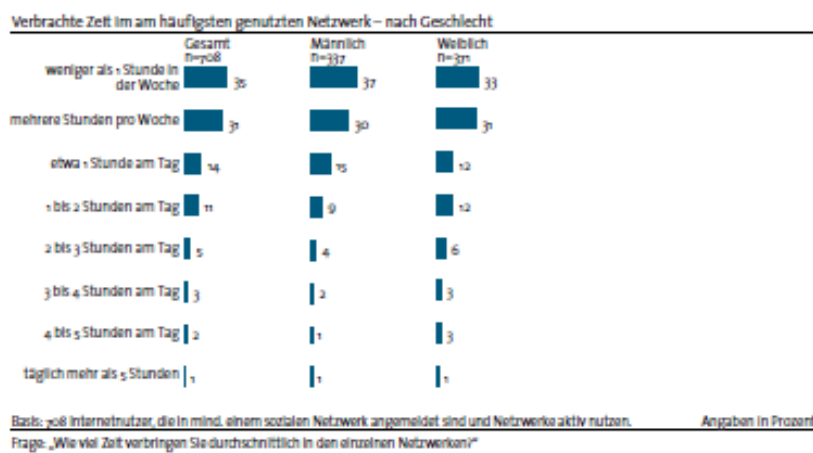 Verbrachte Zeit im am häufigsten genutzten Netzwerk – nach Geschlecht
Gesamt Männlich Weiblich
n=708 n=337 n=371
weniger als 1 Stunde in
der Woche 35 37 33
mehrere Stunden pro Woche 31 30 31
etwa 1 Stunde am Tag 14 15 12
1 bis 2 Stunden am Tag 11 9 12
2 bis 3 Stunden am Tag 5 4 6
3 bis 4 Stunden am Tag 3 2 3
4 bis 5 Stunden am Tag 2 1 3
täglich mehr als 5 Stunden 1 1 1
Basis: 708 Internetnutzer, die in mind. einem sozialen Netzwerk angemeldet sind und Netzwerke aktiv nutzen. Angaben in Prozent
Frage: „Wie viel Zeit verbringen Sie durchschnittlich in den einzelnen Netzwerken?“